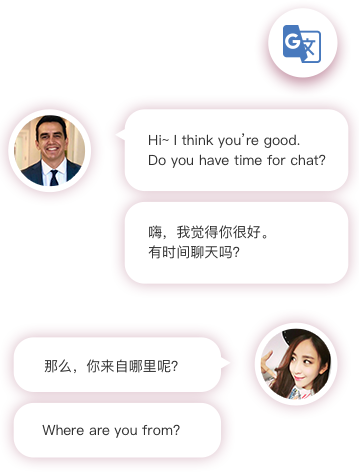 G文
Hi~ I think you're good.
Do you have time for chat?
嗨，我觉得你很好。
有时间聊天吗？
那么，你来自哪里呢？
Where are you from?